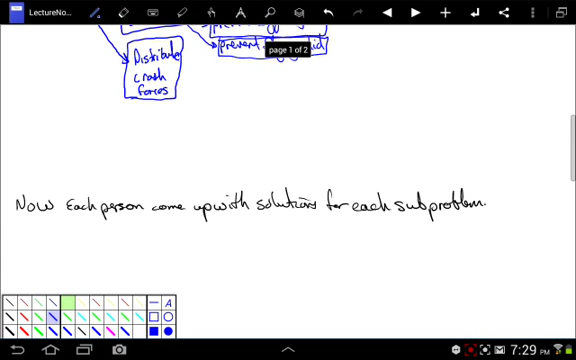 LectureNo
prevent
page 1 of 2
Distribute
crash
forces
Now Each person come up with solutions for each subproblem.
A
7:29 PM